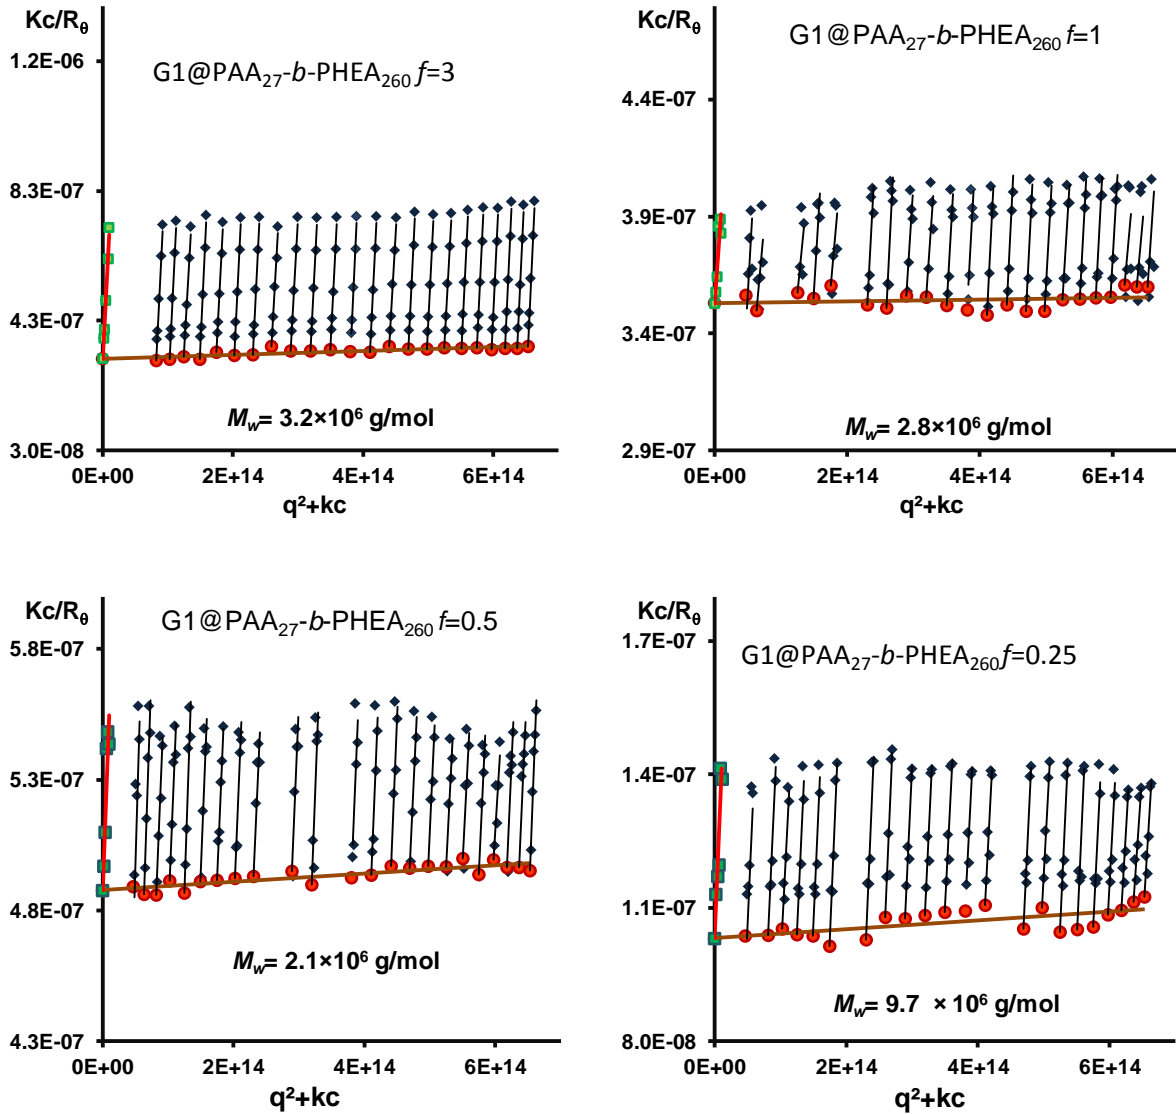 Kc/Rθ
G1@PAA27-b-PHEA260 f=3
1.2E-06
8.3E-07
4.3E-07
3.0E-08
Mw= 3.2×10⁶ g/mol
0E+00 2E+14 4E+14 6E+14
q²+kc
Kc/Rθ
G1@PAA27-b-PHEA260 f=1
4.4E-07
3.9E-07
3.4E-07
2.9E-07
Mw= 2.8×10⁶ g/mol
0E+00 2E+14 4E+14 6E+14
q²+kc
Kc/Rθ
G1@PAA27-b-PHEA260 f=0.5
5.8E-07
5.3E-07
4.8E-07
4.3E-07
Mw= 2.1×10⁶ g/mol
0E+00 2E+14 4E+14 6E+14
q²+kc
Kc/Rθ
G1@PAA27-b-PHEA260 f=0.25
1.7E-07
1.4E-07
1.1E-07
8.0E-08
Mw= 9.7 ×10⁶ g/mol
0E+00 2E+14 4E+14 6E+14
q²+kc